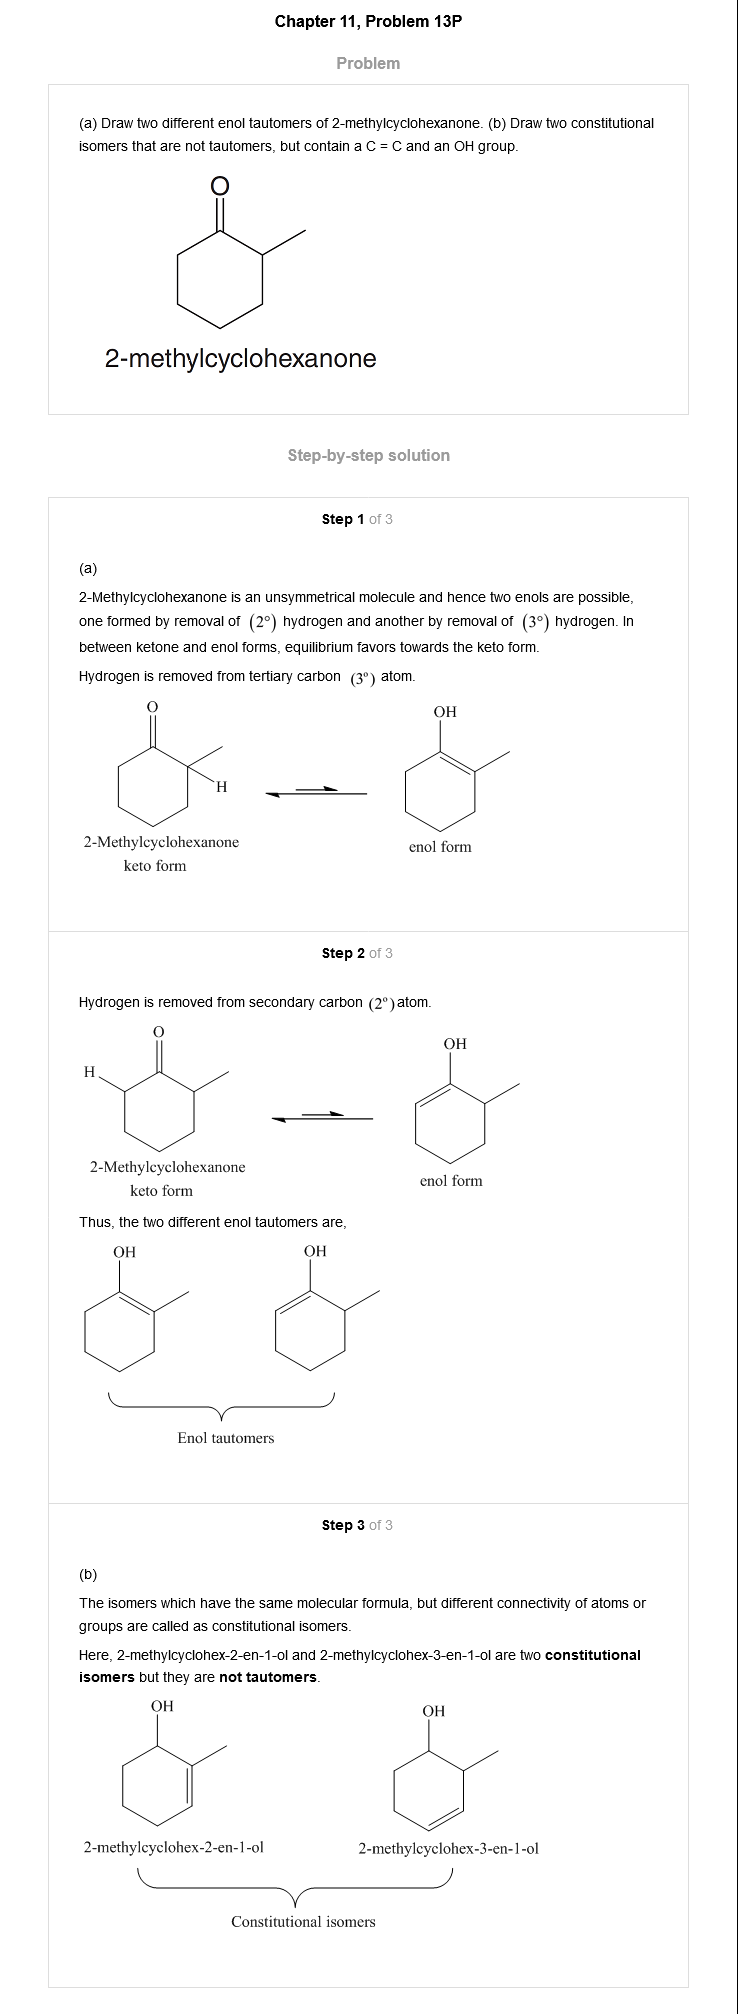 Chapter 11, Problem 13P
Problem
(a) Draw two different enol tautomers of 2-methylcyclohexanone. (b) Draw two constitutional
isomers that are not tautomers, but contain a C = C and an OH group.
O
2-methylcyclohexanone
Step-by-step solution
Step 1 of 3
(a)
2-Methylcyclohexanone is an unsymmetrical molecule and hence two enols are possible,
one formed by removal of (2°) hydrogen and another by removal of (3°) hydrogen. In
between ketone and enol forms, equilibrium favors towards the keto form.
Hydrogen is removed from tertiary carbon (3°) atom.
O
OH
H
2-Methylcyclohexanone
keto form
enol form
Step 2 of 3
Hydrogen is removed from secondary carbon (2°) atom.
O
OH
H
2-Methylcyclohexanone
keto form
enol form
Thus, the two different enol tautomers are,
OH OH
Enol tautomers
Step 3 of 3
(b)
The isomers which have the same molecular formula, but different connectivity of atoms or
groups are called as constitutional isomers.
Here, 2-methylcyclohex-2-en-1-ol and 2-methylcyclohex-3-en-1-ol are two constitutional
isomers but they are not tautomers.
OH OH
2-methylcyclohex-2-en-1-ol 2-methylcyclohex-3-en-1-ol
Constitutional isomers